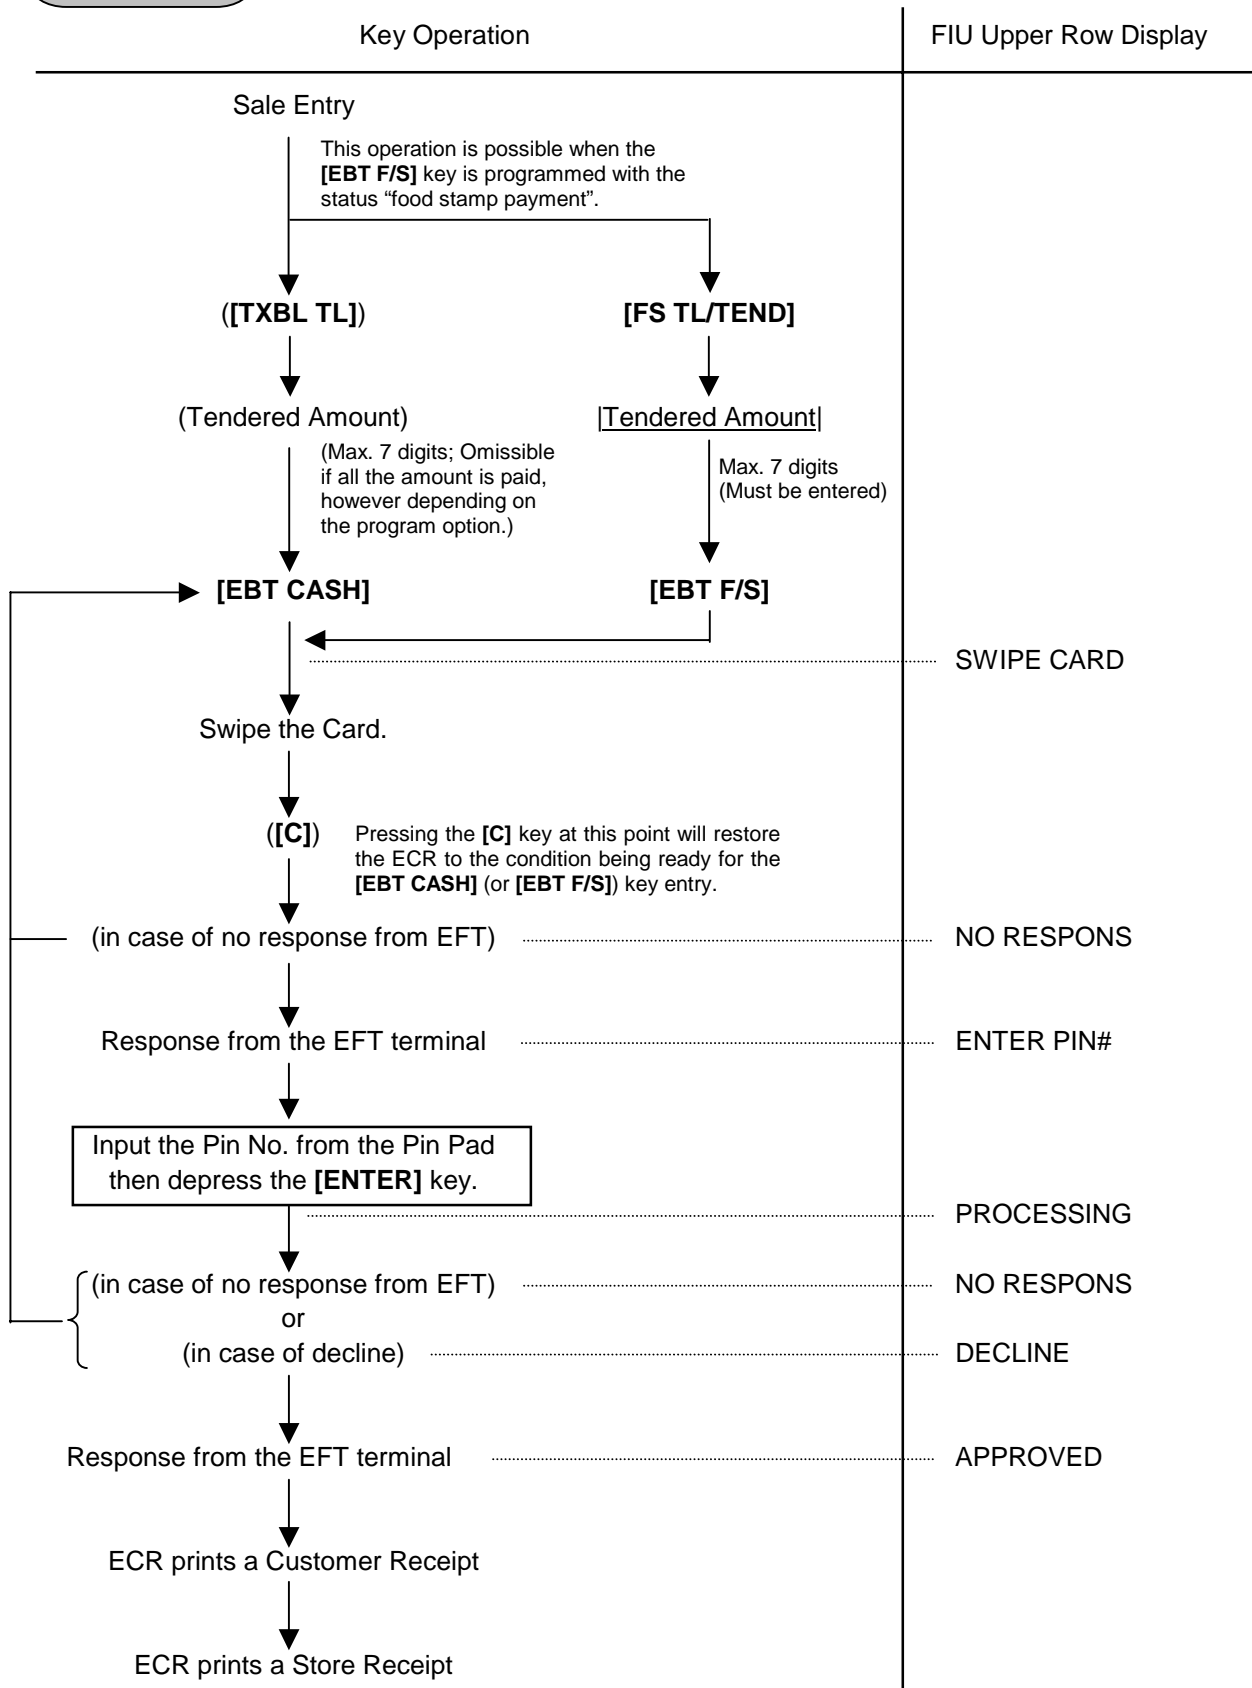 Key Operation
FIU Upper Row Display
Sale Entry
This operation is possible when the
[EBT F/S] key is programmed with the
status “food stamp payment”.
([TXBL TL])
[FS TL/TEND]
(Tendered Amount)
|Tendered Amount|
(Max. 7 digits; Omissible
if all the amount is paid,
however depending on
the program option.)
Max. 7 digits
(Must be entered)
[EBT CASH]
[EBT F/S]
SWIPE CARD
Swipe the Card.
([C])
Pressing the [C] key at this point will restore
the ECR to the condition being ready for the
[EBT CASH] (or [EBT F/S]) key entry.
(in case of no response from EFT)
NO RESPONS
Response from the EFT terminal
ENTER PIN#
Input the Pin No. from the Pin Pad
then depress the [ENTER] key.
PROCESSING
(in case of no response from EFT)
NO RESPONS
or
(in case of decline)
DECLINE
Response from the EFT terminal
APPROVED
ECR prints a Customer Receipt
ECR prints a Store Receipt